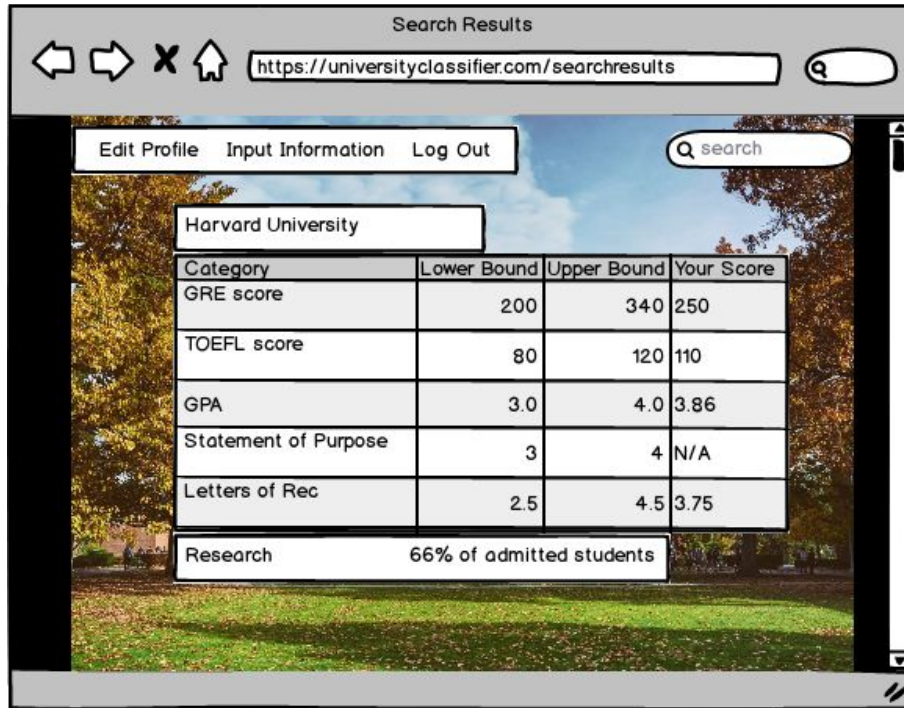 Search Results
https://universityclassifier.com/searchresults
Edit Profile Input Information Log Out
search
Harvard University
Category Lower Bound Upper Bound Your Score
GRE score 200 340 250
TOEFL score 80 120 110
GPA 3.0 4.0 3.86
Statement of Purpose 3 4 N/A
Letters of Rec 2.5 4.5 3.75
Research 66% of admitted students